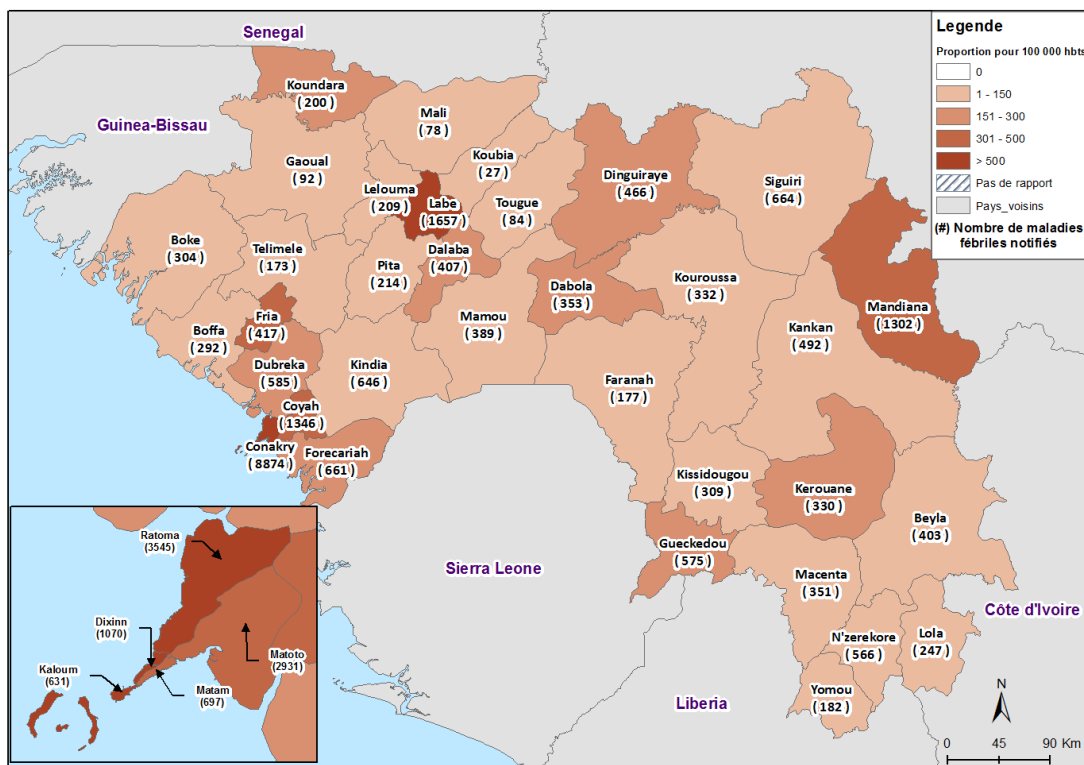 Senegal
Guinea-Bissau
Koundara
( 200 )
Mali
( 78 )
Gaoual
( 92 )
Koubia
( 27 )
Lelouma
( 209 )
Labe
( 1657 )
Tougue
( 84 )
Dinguiraye
( 466 )
Siguiri
( 664 )
Boke
( 304 )
Telimele
( 173 )
Pita
( 214 )
Dalaba
( 407 )
Dabola
( 353 )
Kouroussa
( 332 )
Mandiana
( 1302 )
Boffa
( 292 )
Fria
( 417 )
Mamou
( 389 )
Kankan
( 492 )
Dubreka
( 585 )
Kindia
( 646 )
Faranah
( 177 )
Coyah
( 1346 )
Conakry
( 8874 )
Forecariah
( 661 )
Kissidougou
( 309 )
Kerouane
( 330 )
Beyla
( 403 )
Gueckedou
( 575 )
Macenta
( 351 )
N'zerekore
( 566 )
Lola
( 247 )
Yomou
( 182 )
Sierra Leone
Liberia
Côte d'Ivoire
Ratoma
(3545)
Dixinn
(1070)
Kaloum
(631)
Matoto
(2931)
Matam
(697)
Legende
Proportion pour 100 000 hbts
0
1 - 150
151 - 300
301 - 500
> 500
Pas de rapport
Pays_voisins
(#) Nombre de maladies
fébriles notifiés
N
0 45 90 Km